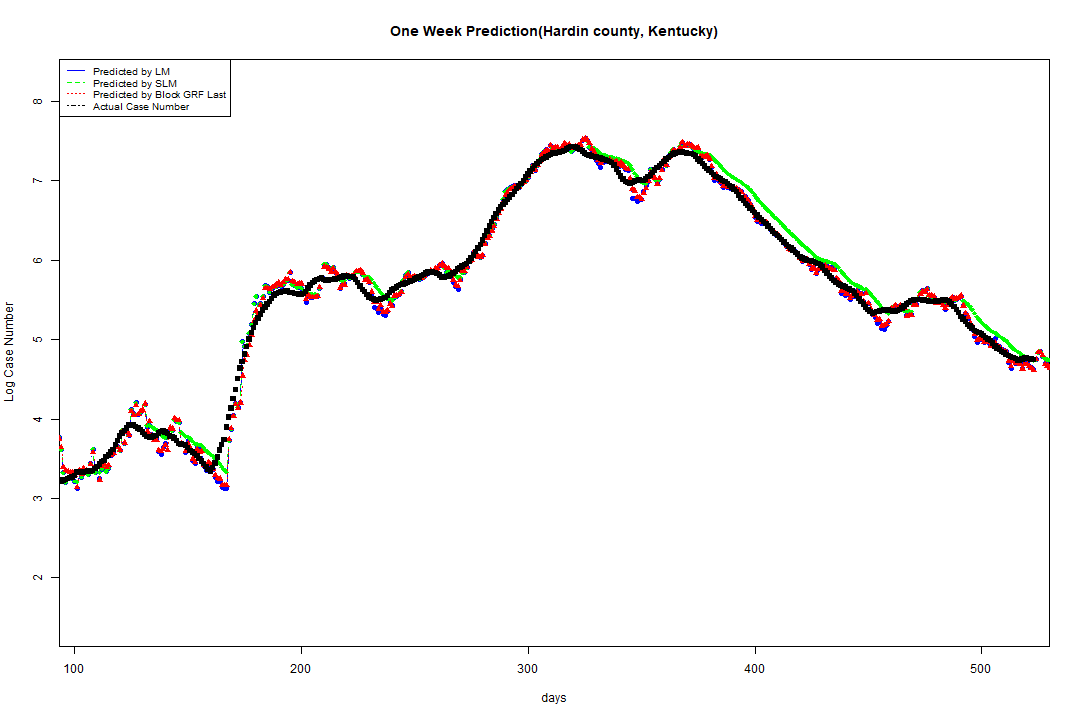 One Week Prediction(Hardin county, Kentucky)
Predicted by LM
Predicted by SLM
Predicted by Block GRF Last
Actual Case Number
8
7
6
5
4
3
2
Log Case Number
100 200 300 400 500
days